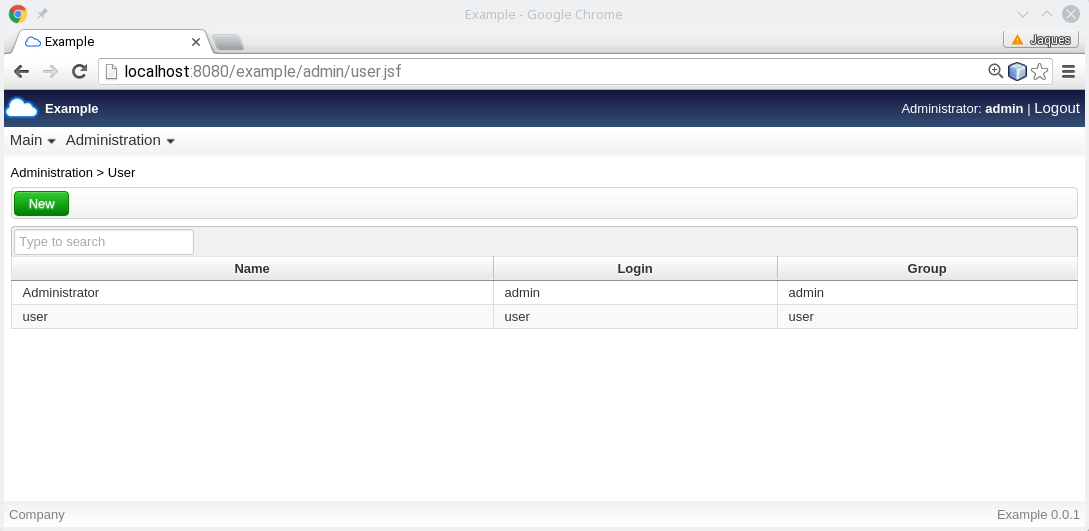 Example - Google Chrome
Example
Jaques
localhost:8080/example/admin/user.jsf
Example Administrator: admin | Logout
Main Administration
Administration > User
New
Type to search
Name Login Group
Administrator admin admin
user user user
Company Example 0.0.1